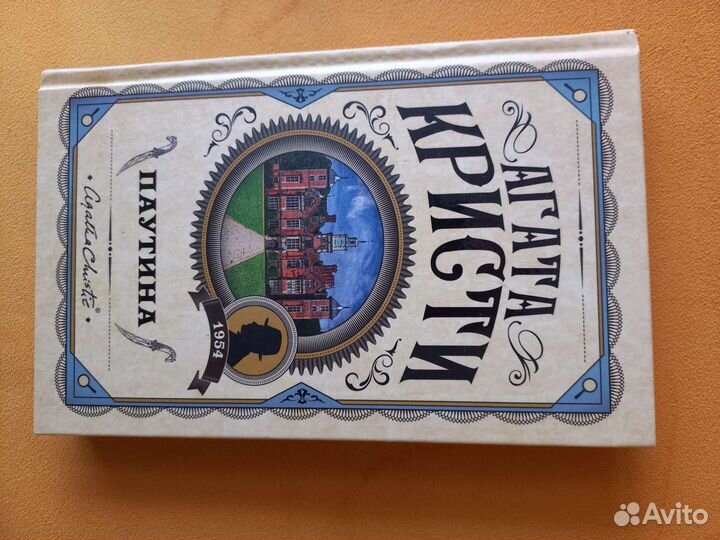 АГАТА
КРИСТИ
1954
ПАУТИНА
Agatha Christie®
Avito